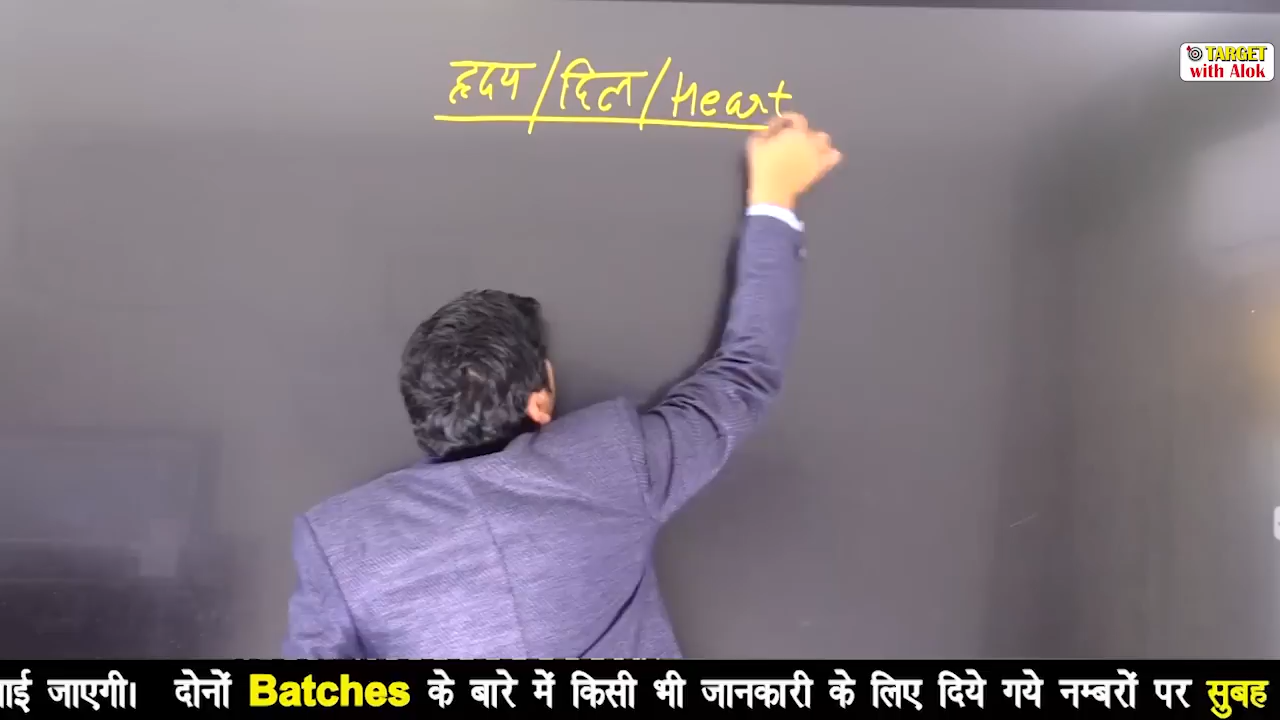 TARGET
with Alok
हृदय / दिल / Heart
ाई जाएगी। दोनों Batches के बारे में किसी भी जानकारी के लिए दिये गये नम्बरों पर सुबह